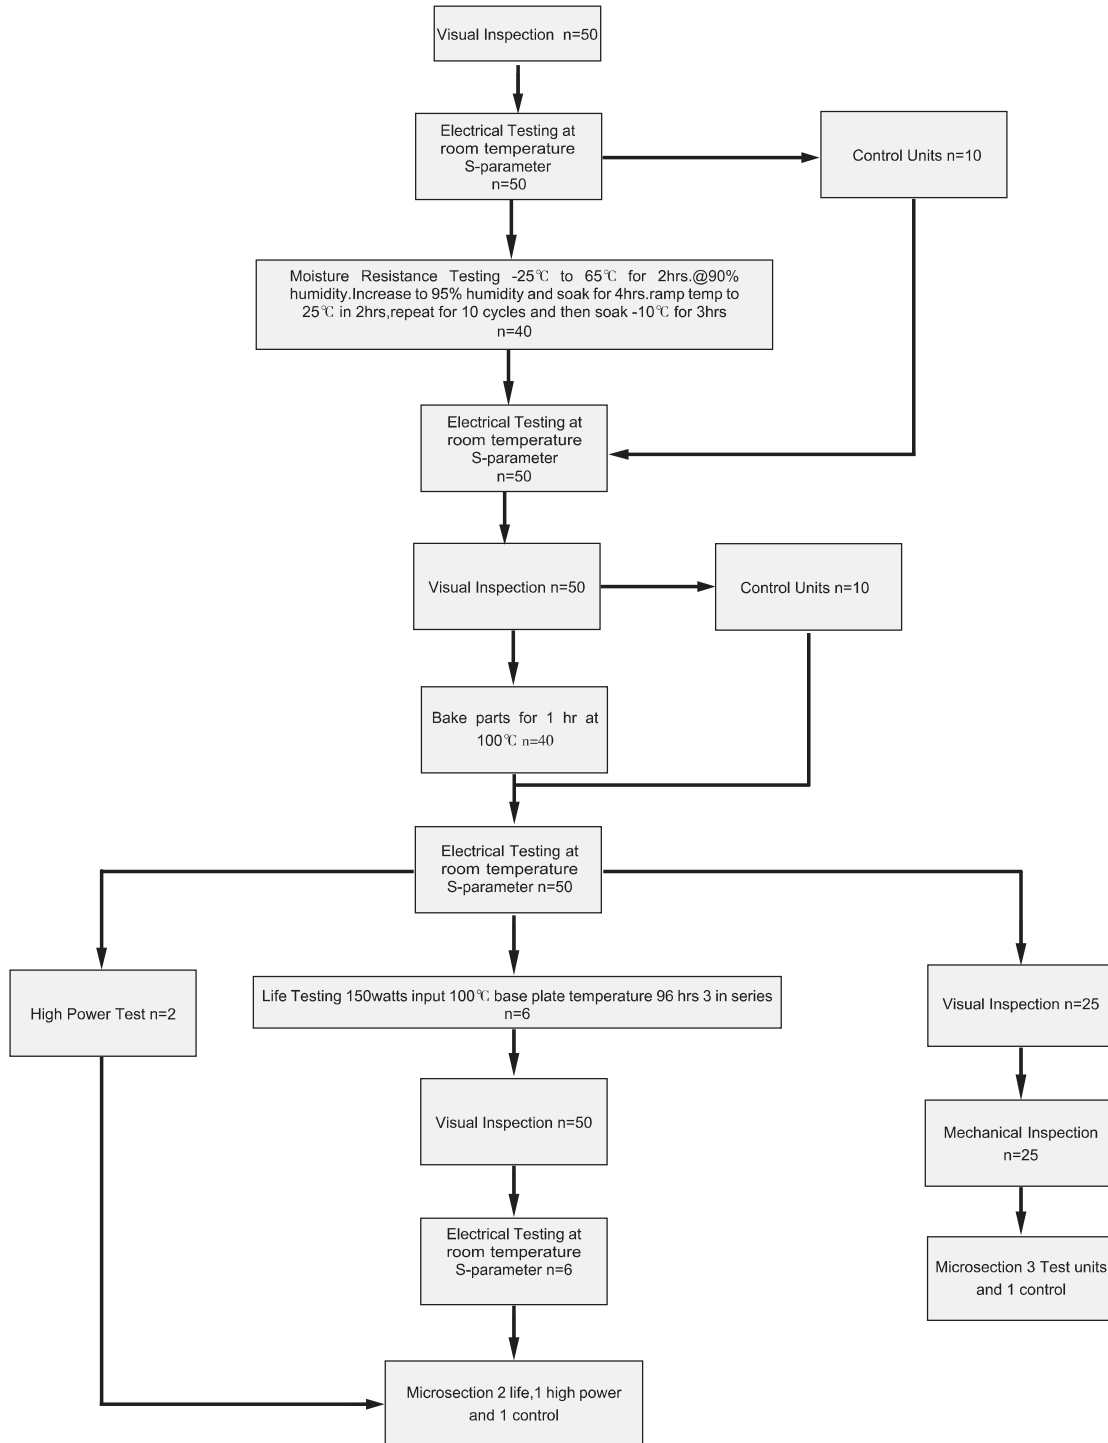 Visual Inspection n=50
Electrical Testing at
room temperature
S-parameter
n=50
Control Units n=10
Moisture Resistance Testing -25℃ to 65℃ for 2hrs.@90%
humidity.Increase to 95% humidity and soak for 4hrs.ramp temp to
25℃ in 2hrs,repeat for 10 cycles and then soak -10℃ for 3hrs
n=40
Electrical Testing at
room temperature
S-parameter
n=50
Visual Inspection n=50
Control Units n=10
Bake parts for 1 hr at
100℃ n=40
Electrical Testing at
room temperature
S-parameter n=50
High Power Test n=2
Life Testing 150watts input 100℃ base plate temperature 96 hrs 3 in series
n=6
Visual Inspection n=25
Visual Inspection n=50
Mechanical Inspection
n=25
Electrical Testing at
room temperature
S-parameter n=6
Microsection 3 Test units
and 1 control
Microsection 2 life,1 high power
and 1 control